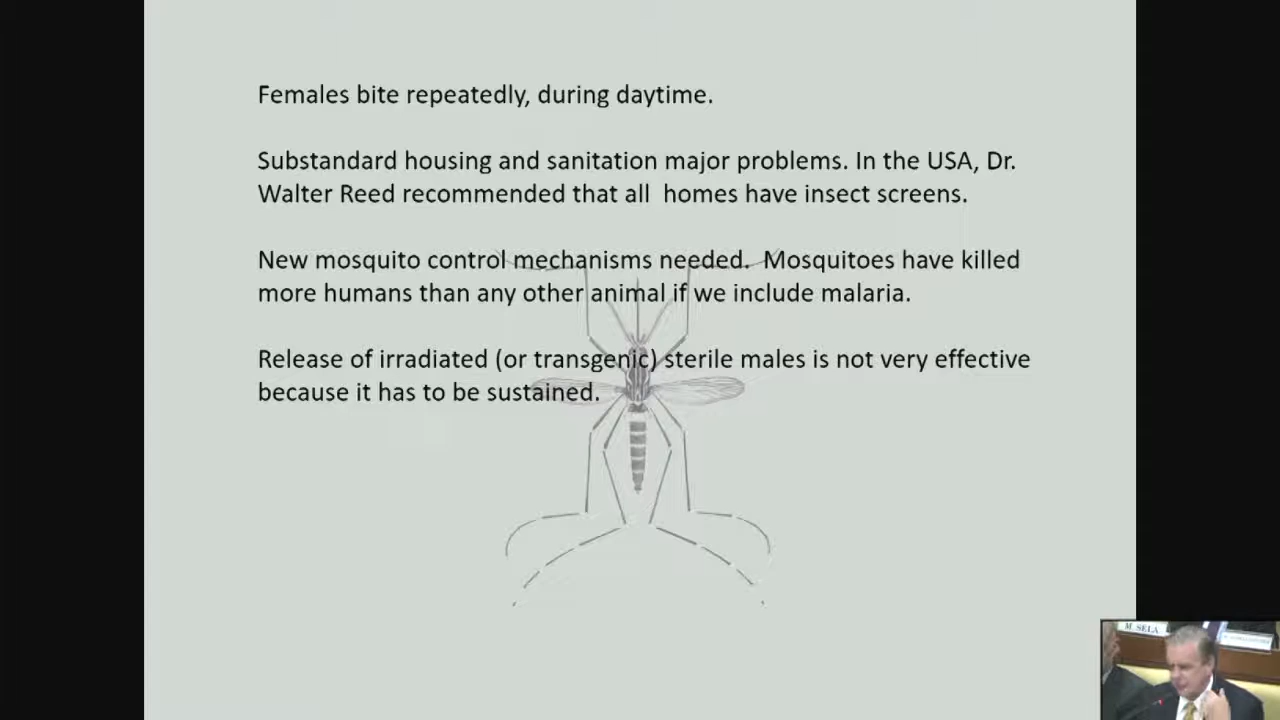 Females bite repeatedly, during daytime.
Substandard housing and sanitation major problems. In the USA, Dr.
Walter Reed recommended that all homes have insect screens.
New mosquito control mechanisms needed. Mosquitoes have killed
more humans than any other animal if we include malaria.
Release of irradiated (or transgenic) sterile males is not very effective
because it has to be sustained.
M. SELA